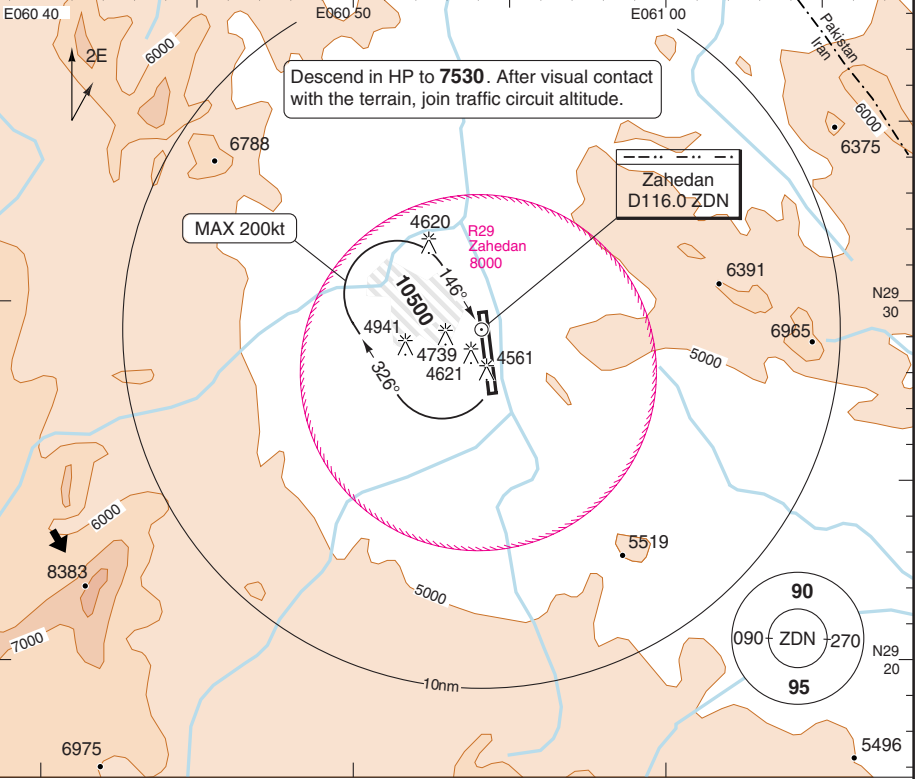 E060 40
E060 50
E061 00
2E
6000
Pakistan
Iran
Descend in HP to 7530. After visual contact
with the terrain, join traffic circuit altitude.
6000
6375
6788
Zahedan
D116.0 ZDN
MAX 200kt
4620
R29
Zahedan
8000
146°
6391
N29
30
10500
6965
4941
4739
4561
4621
5000
326°
6000
5519
8383
5000
90
090
ZDN
270
7000
N29
20
10nm
95
6975
5496